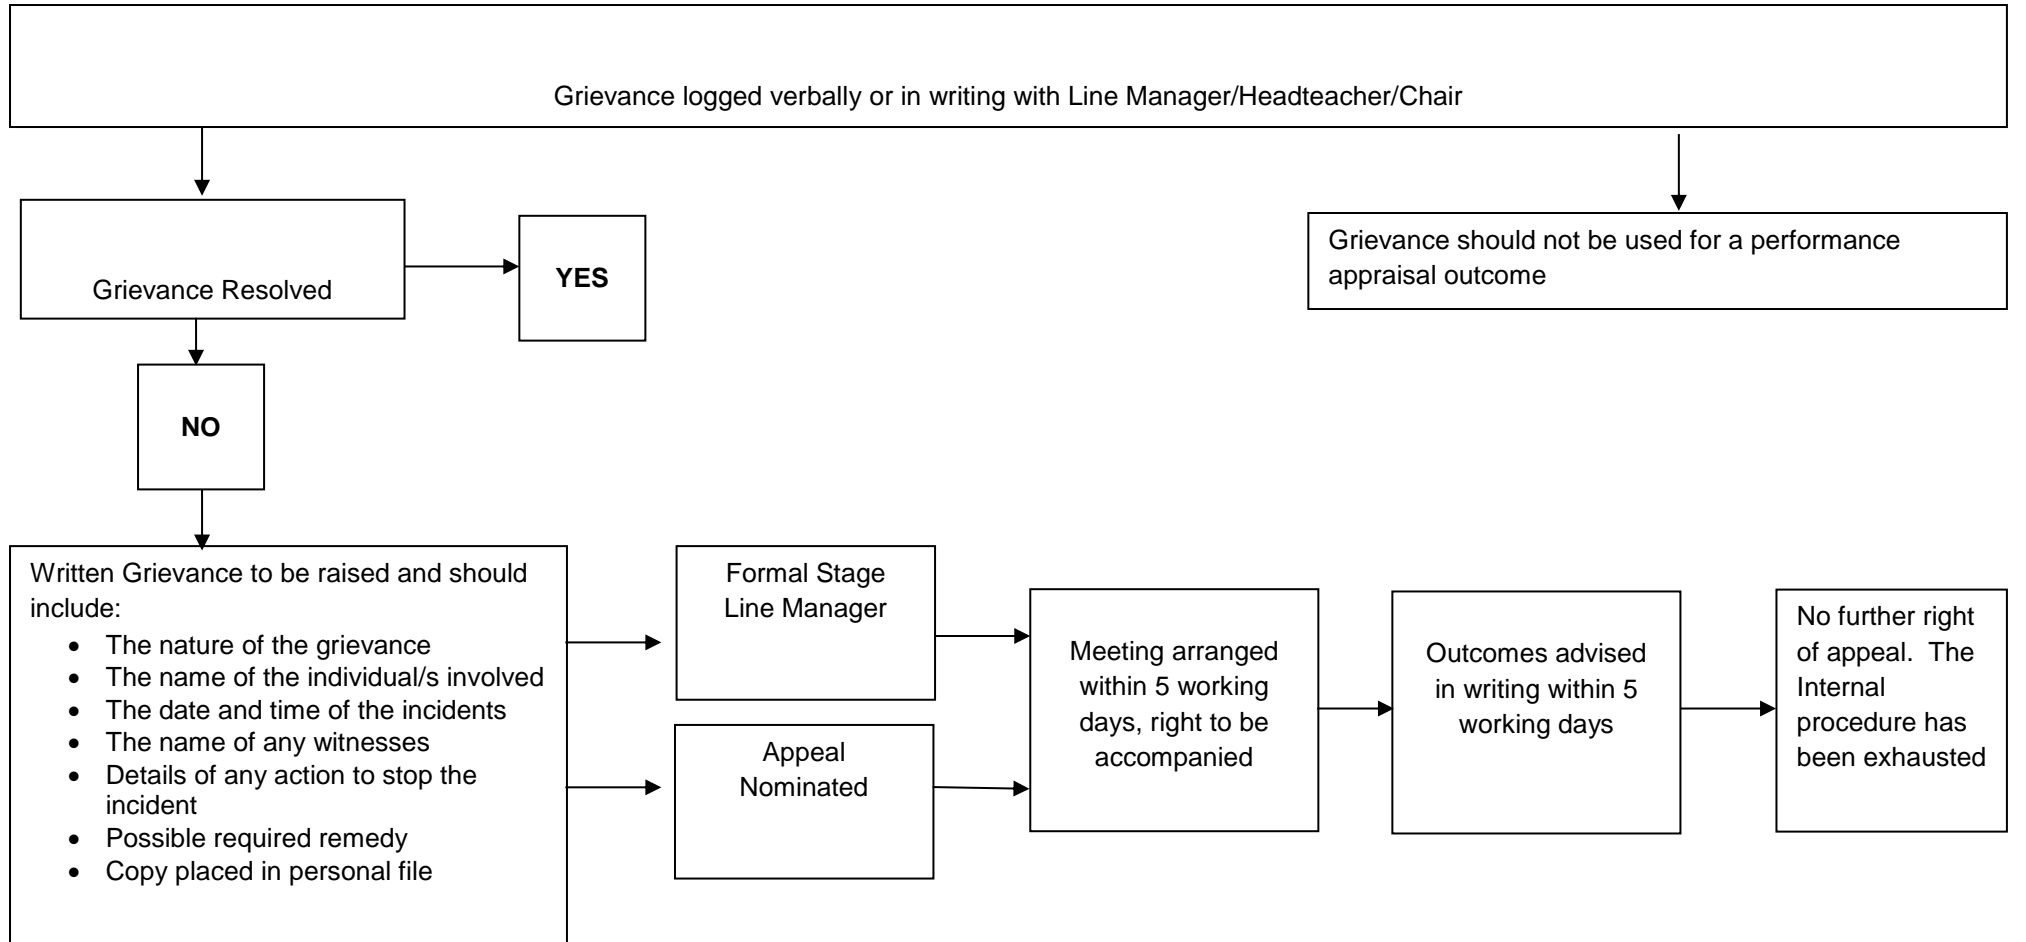 Grievance logged verbally or in writing with Line Manager/Headteacher/Chair
Grievance Resolved
YES
Grievance should not be used for a performance
appraisal outcome
NO
Written Grievance to be raised and should
include:
• The nature of the grievance
• The name of the individual/s involved
• The date and time of the incidents
• The name of any witnesses
• Details of any action to stop the
incident
• Possible required remedy
• Copy placed in personal file
Formal Stage
Line Manager
Appeal
Nominated
Meeting arranged
within 5 working
days, right to be
accompanied
Outcomes advised
in writing within 5
working days
No further right
of appeal.  The
Internal
procedure has
been exhausted